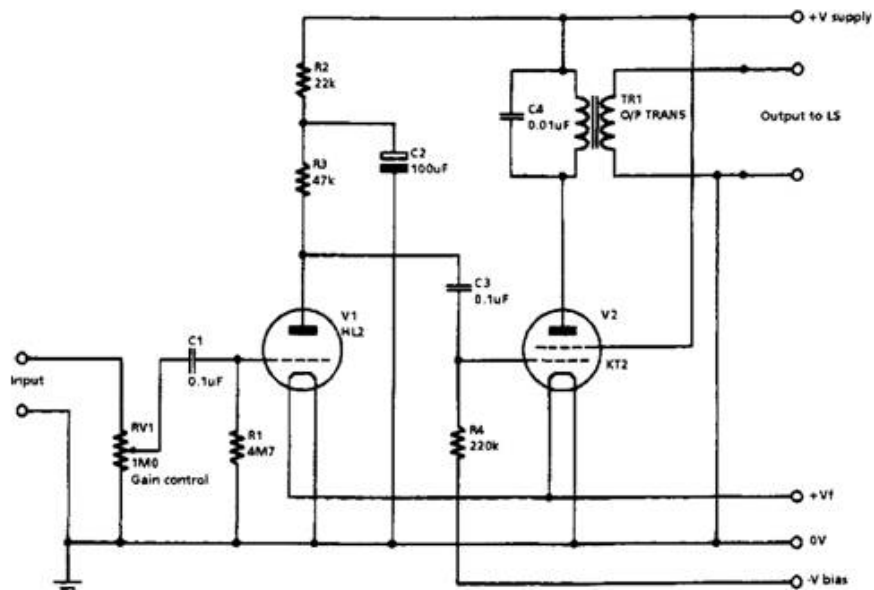 +V supply
R2
22k
C4
0.01uF
TR1
O/P TRANS
Output to LS
R3
47k
C2
100uF
C3
0.1uF
V1
HL2
V2
KT2
C1
0.1uF
Input
RV1
1M0
Gain control
R1
4M7
R4
220k
+Vf
0V
-V bias